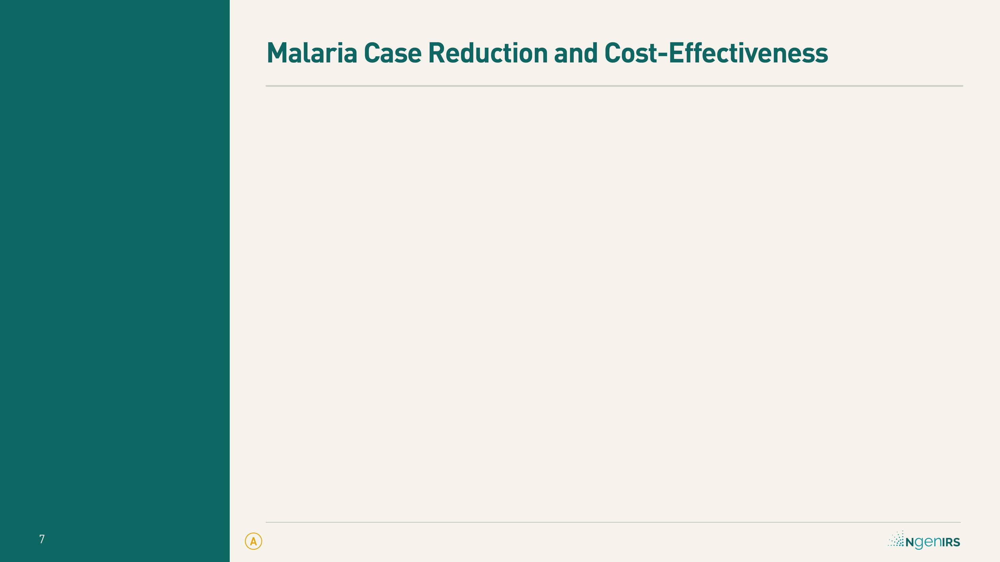 Malaria Case Reduction and Cost-Effectiveness
7
A
NgenIRS